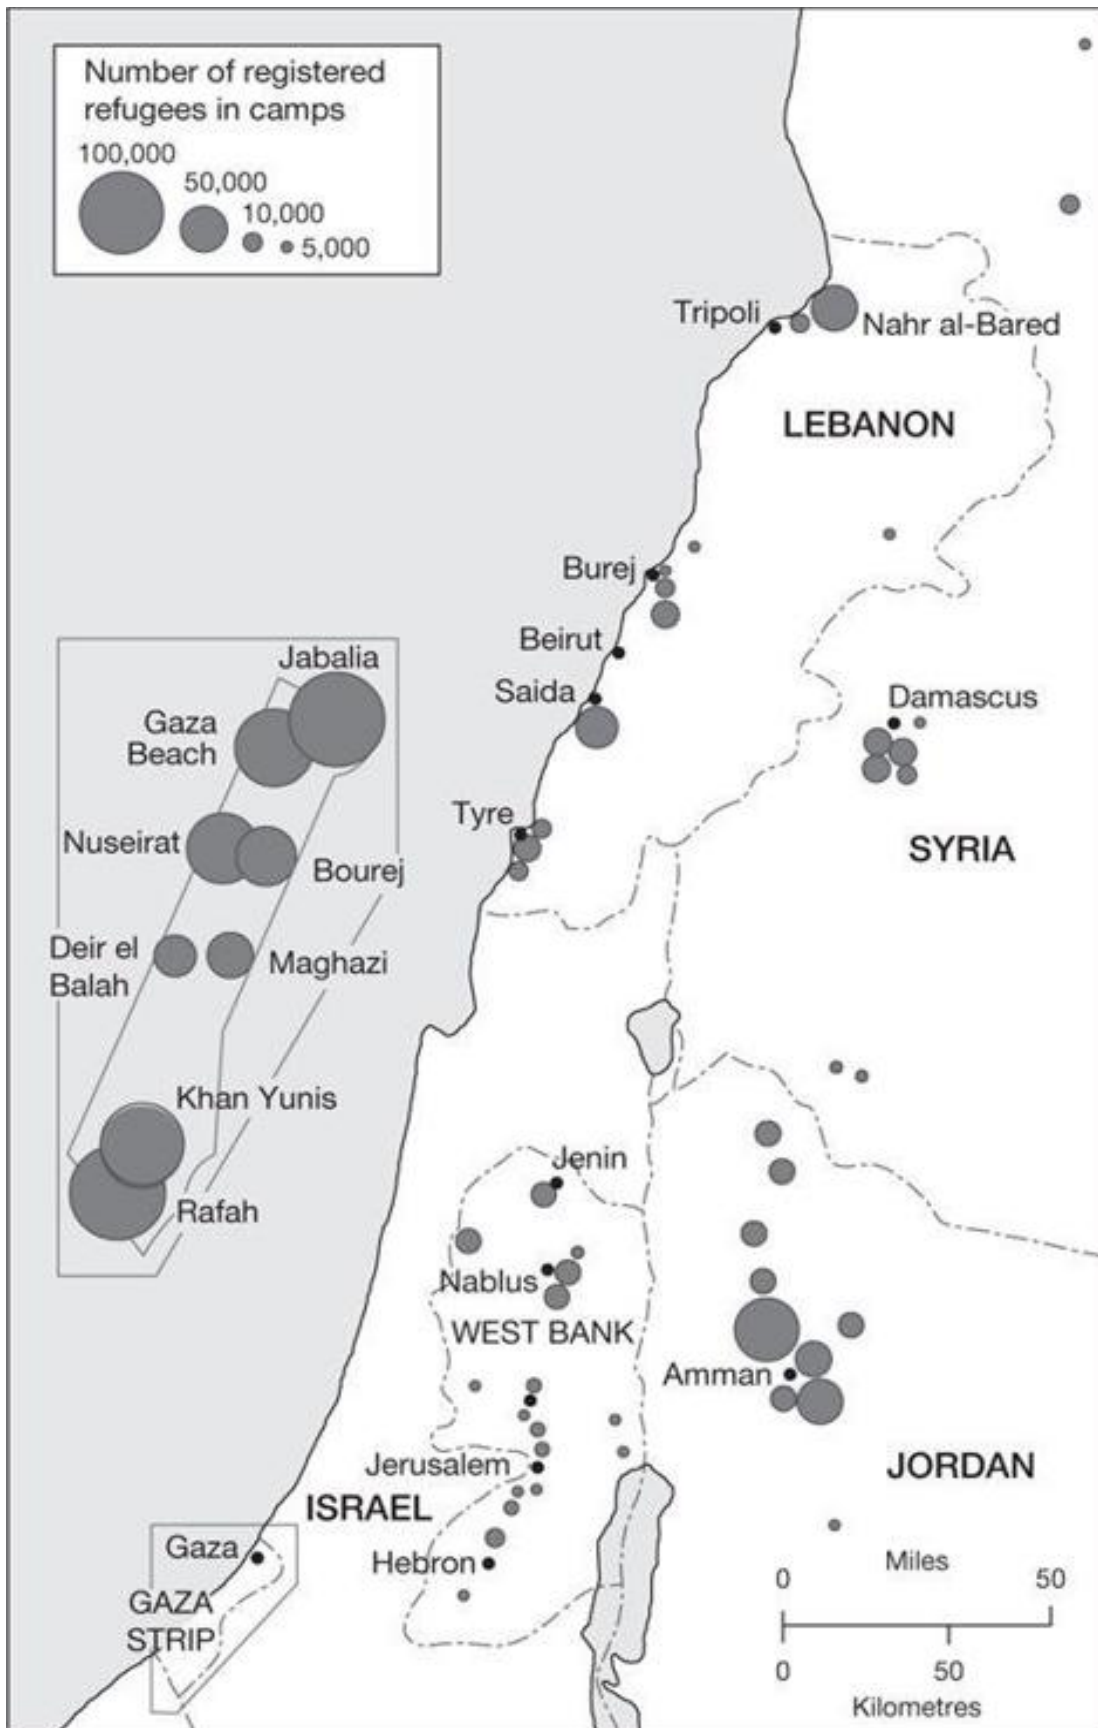 Number of registered
refugees in camps
100,000
50,000
10,000
5,000
Tripoli
Nahr al-Bared
LEBANON
Burej
Beirut
Saida
Damascus
Tyre
SYRIA
Jabalia
Gaza
Beach
Nuseirat
Bourej
Deir el
Balah
Maghazi
Khan Yunis
Rafah
Jenin
Nablus
WEST BANK
Amman
Jerusalem
JORDAN
ISRAEL
Hebron
Gaza
GAZA
STRIP
Miles
0 50
0 50
Kilometres